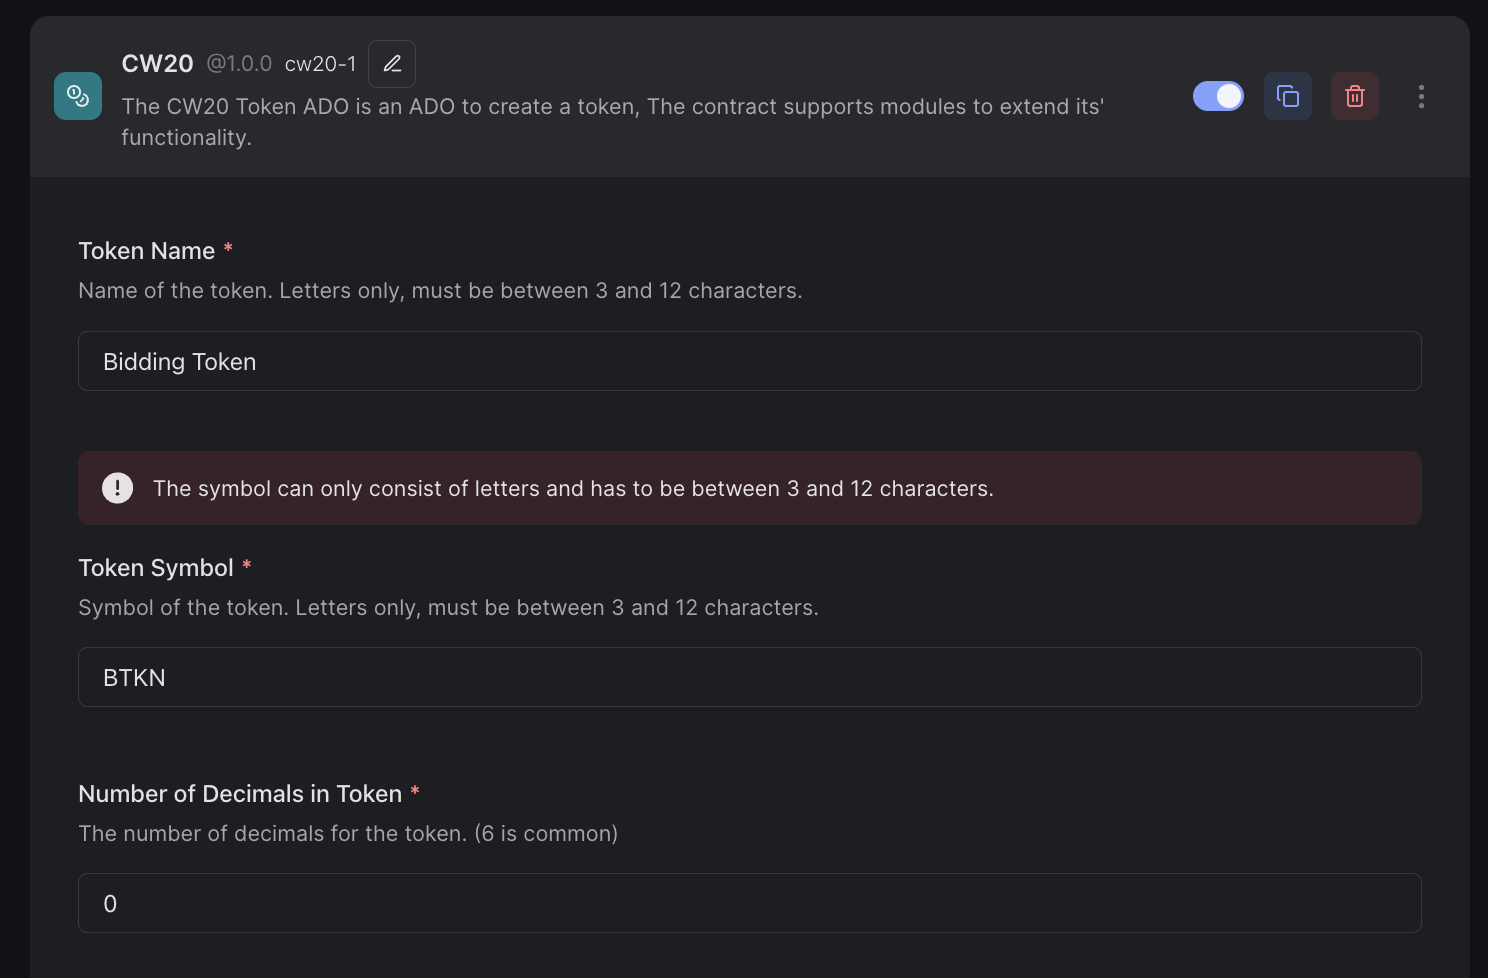 CW20 @1.0.0 cw20-1
The CW20 Token ADO is an ADO to create a token, The contract supports modules to extend its'
functionality.
Token Name *
Name of the token. Letters only, must be between 3 and 12 characters.
Bidding Token
The symbol can only consist of letters and has to be between 3 and 12 characters.
Token Symbol *
Symbol of the token. Letters only, must be between 3 and 12 characters.
BTKN
Number of Decimals in Token *
The number of decimals for the token. (6 is common)
0